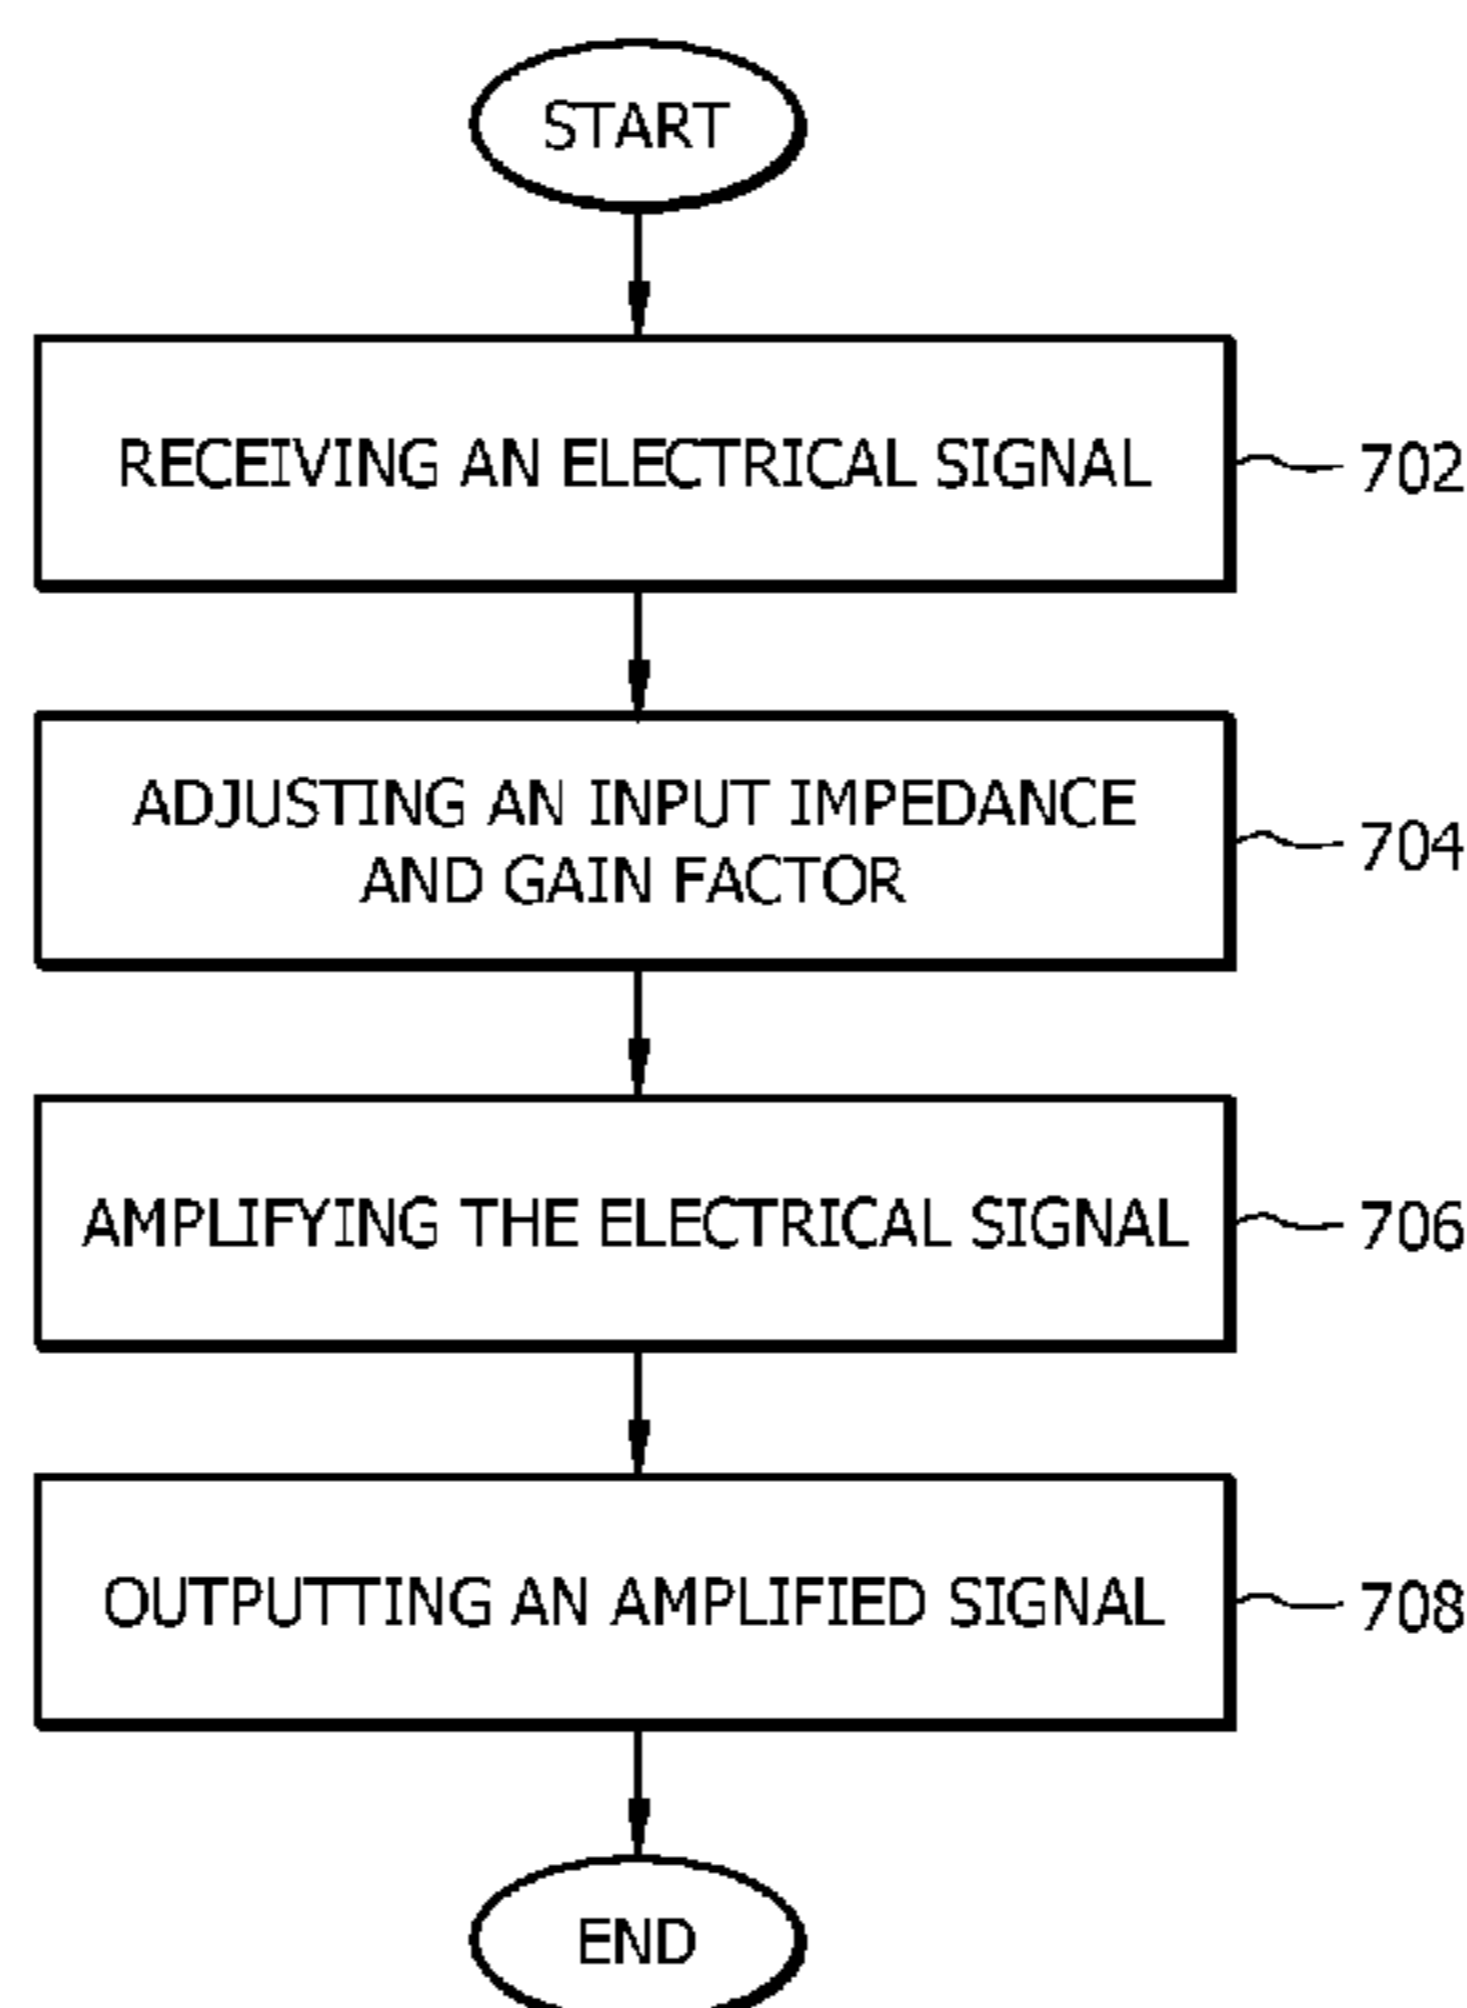 START
RECEIVING AN ELECTRICAL SIGNAL
702
ADJUSTING AN INPUT IMPEDANCE
AND GAIN FACTOR
704
AMPLIFYING THE ELECTRICAL SIGNAL
706
OUTPUTTING AN AMPLIFIED SIGNAL
708
END